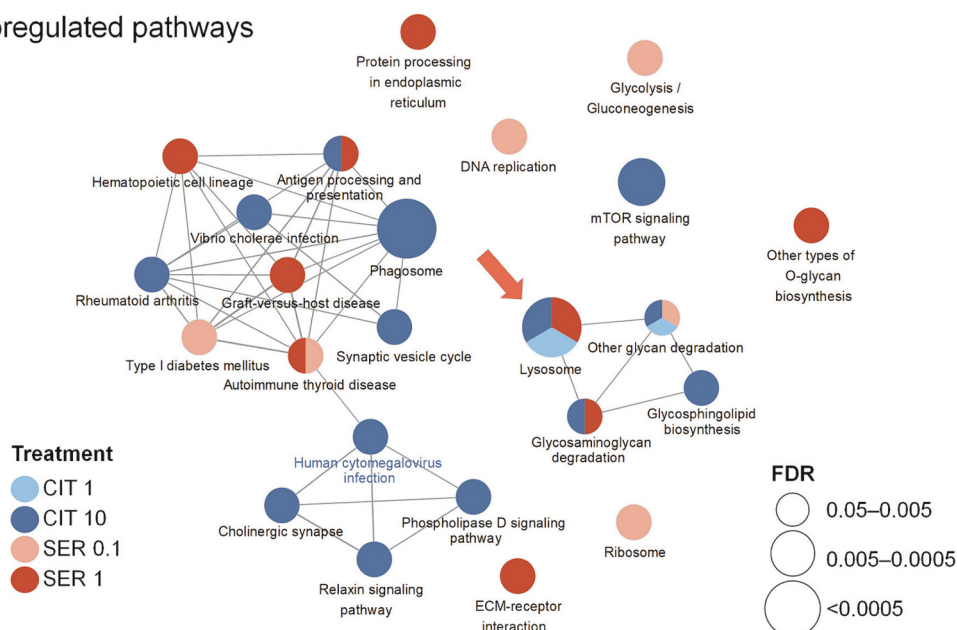 oregulated pathways
Protein processing
in endoplasmic
reticulum
Glycolysis /
Gluconeogenesis
DNA replication
Hematopoietic cell lineage
Antigen processing and
presentation
mTOR signaling
pathway
Vibrio cholerae infection
Other types of
O-glycan
biosynthesis
Phagosome
Rheumatoid arthritis
Graft-versus-host disease
Synaptic vesicle cycle
Other glycan degradation
Type I diabetes mellitus
Lysosome
Autoimmune thyroid disease
Glycosphingolipid
biosynthesis
Glycosaminoglycan
degradation
Human cytomegalovirus
infection
Cholinergic synapse
Phospholipase D signaling
pathway
Ribosome
Relaxin signaling
pathway
ECM-receptor
interaction
Treatment
CIT 1
CIT 10
SER 0.1
SER 1
FDR
0.05–0.005
0.005–0.0005
<0.0005